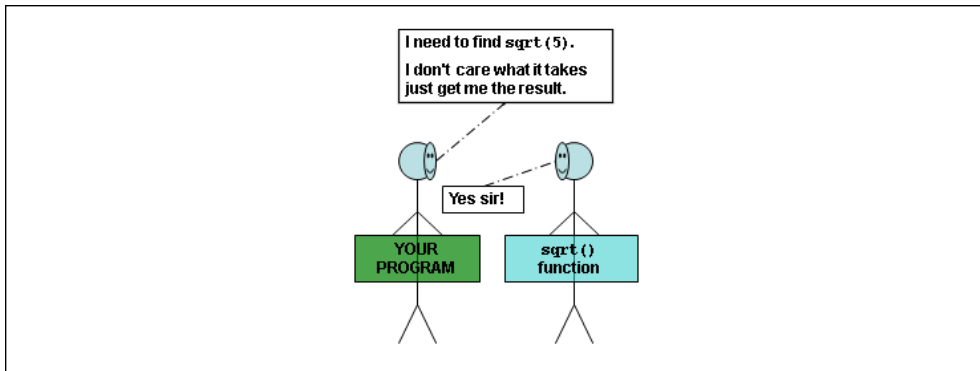 I need to find sqrt(5).
I don't care what it takes
just get me the result.
Yes sir!
YOUR
PROGRAM
sqrt()
function